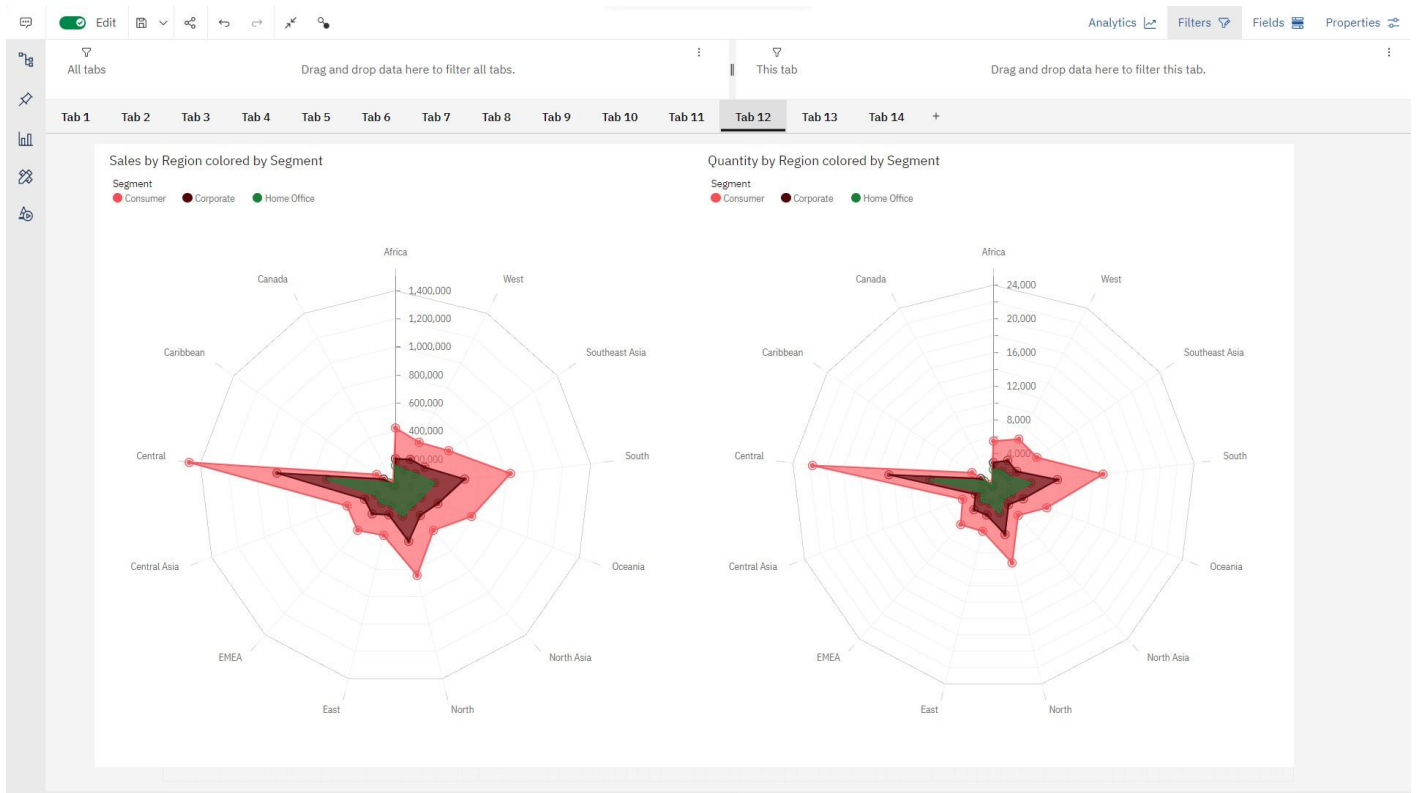 Edit
Analytics
Filters
Fields
Properties
All tabs
Drag and drop data here to filter all tabs.
This tab
Drag and drop data here to filter this tab.
Tab 1 Tab 2 Tab 3 Tab 4 Tab 5 Tab 6 Tab 7 Tab 8 Tab 9 Tab 10 Tab 11 Tab 12 Tab 13 Tab 14 +
Sales by Region colored by Segment
Segment
Consumer Corporate Home Office
Africa
West
Southeast Asia
South
Oceania
North Asia
North
East
EMEA
Central Asia
Central
Caribbean
Canada
1,400,000
1,200,000
1,000,000
800,000
600,000
400,000
Quantity by Region colored by Segment
Segment
Consumer Corporate Home Office
Africa
West
Southeast Asia
South
Oceania
North Asia
North
East
EMEA
Central Asia
Central
Caribbean
Canada
24,000
20,000
16,000
12,000
8,000
4,000